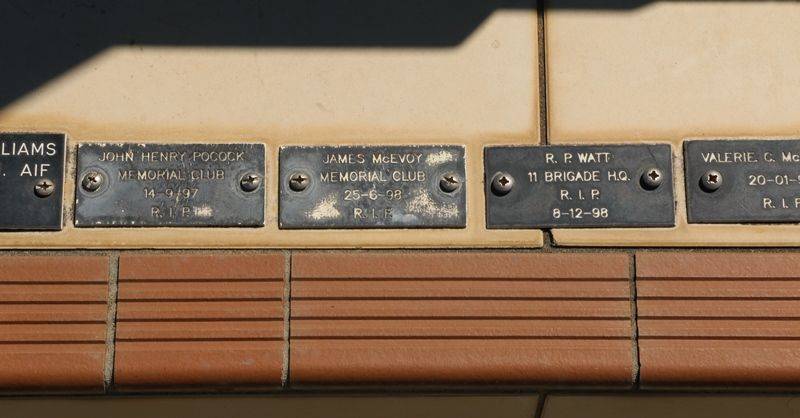 LLIAMS
. AIF
JOHN HENRY POCOCK
MEMORIAL CLUB
14-9-97
R. I. P.
JAMES McEVOY
MEMORIAL CLUB
25-6-98
R. I. P.
R. P. WATT
11 BRIGADE H.Q.
R. I. P.
8-12-98
VALERIE. C. Mc
20-01-
R. I. P